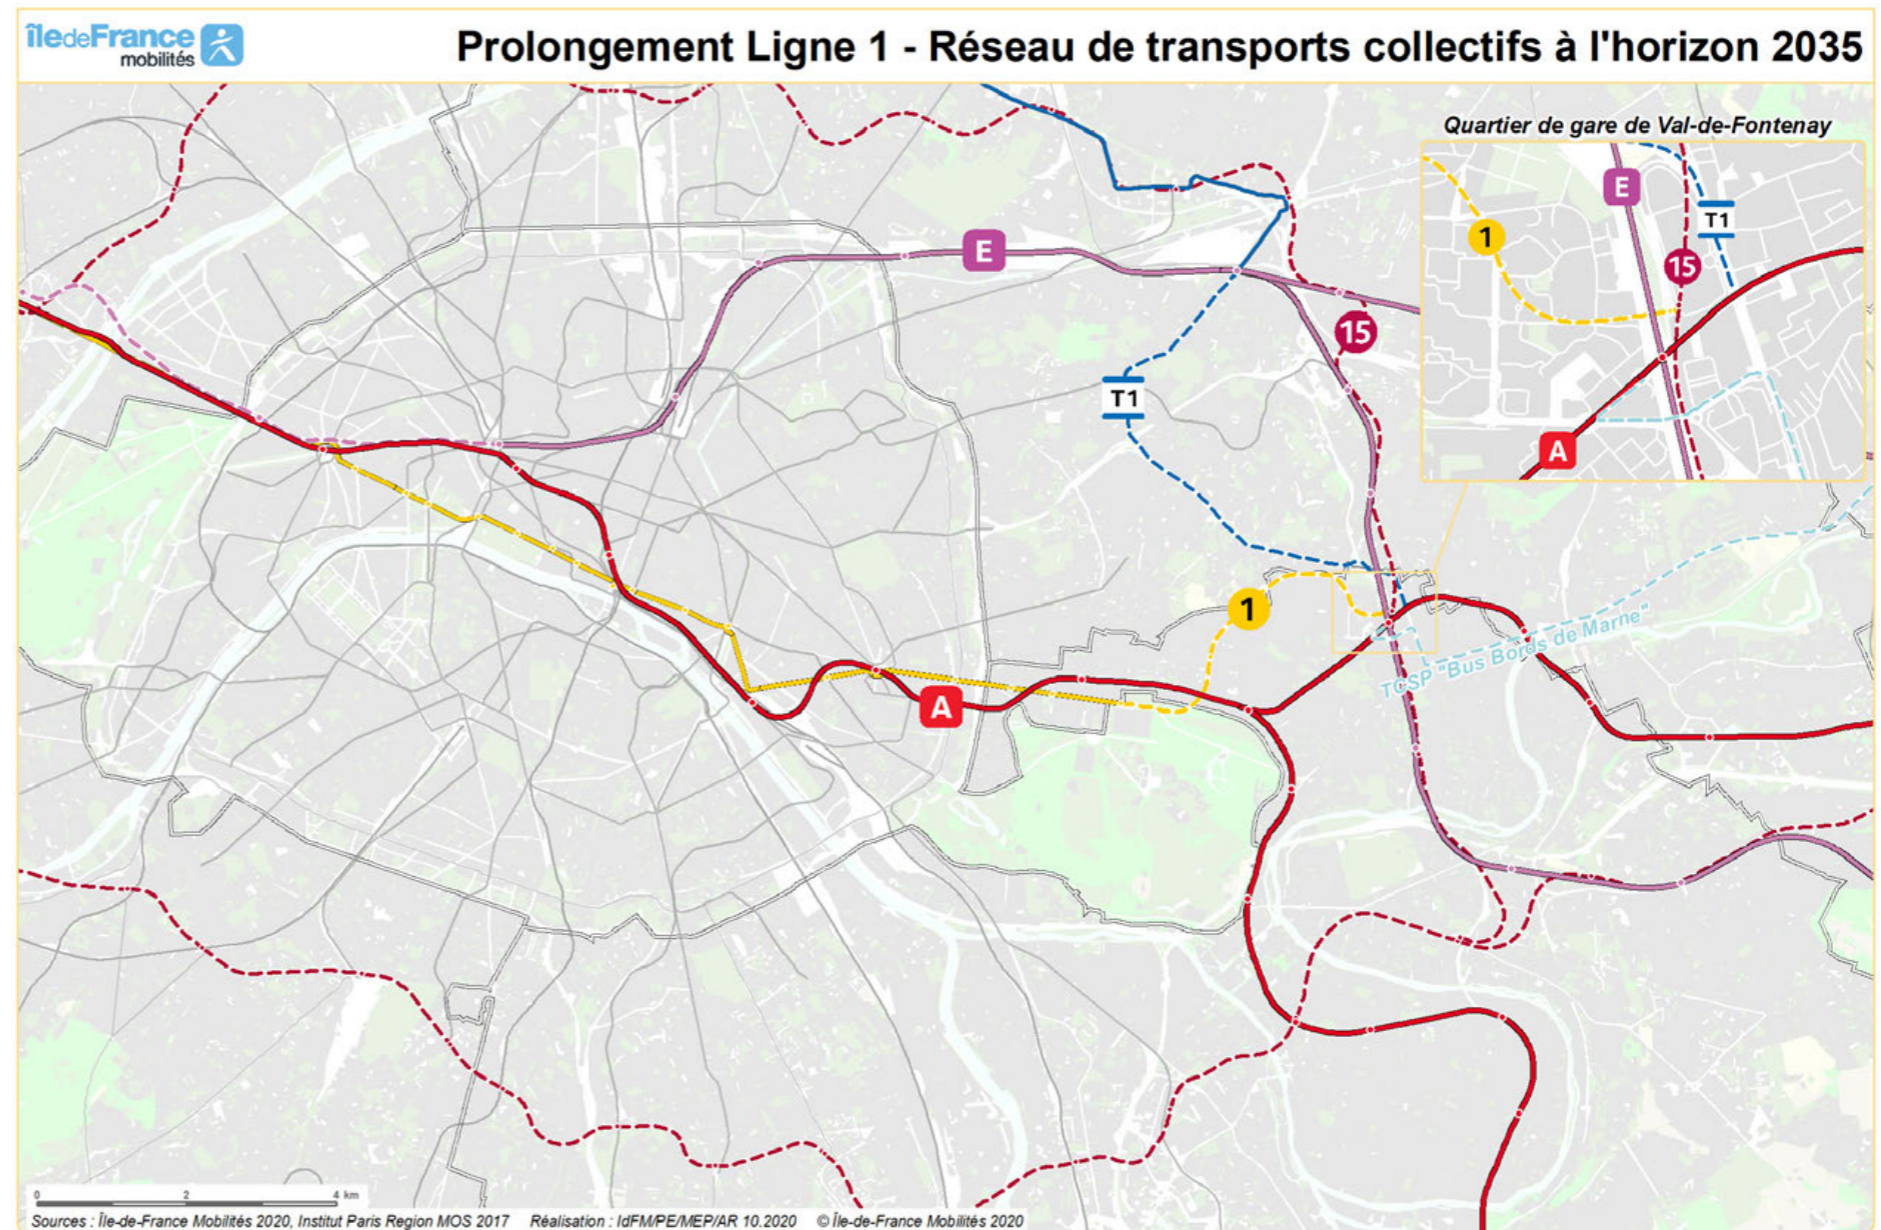 îledeFrance
mobilités
Prolongement Ligne 1 - Réseau de transports collectifs à l'horizon 2035
Quartier de gare de Val-de-Fontenay
E
T1
1
15
A
E
15
T1
1
TCSP "Bus Bords de Marne"
A
0 2 4 km
Sources : Île-de-France Mobilités 2020, Institut Paris Region MOS 2017 Réalisation : IdFM/PE/MEP/AR 10.2020 © Île-de-France Mobilités 2020